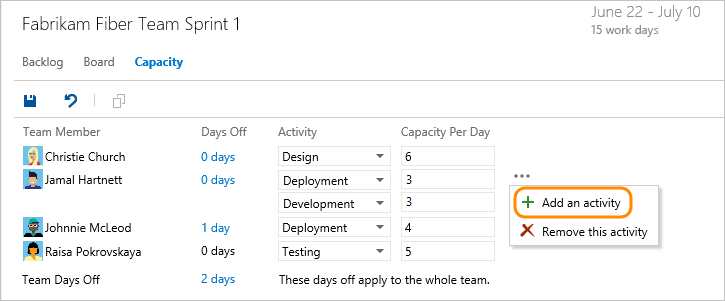 Fabrikam Fiber Team Sprint 1
June 22 - July 10
15 work days
Backlog Board Capacity
Team Member Days Off Activity Capacity Per Day
Christie Church 0 days Design 6
Jamal Hartnett 0 days Deployment 3 ...
Development 3
Add an activity
Johnnie McLeod 1 day Deployment 4
Remove this activity
Raisa Pokrovskaya 0 days Testing 5
Team Days Off 2 days These days off apply to the whole team.